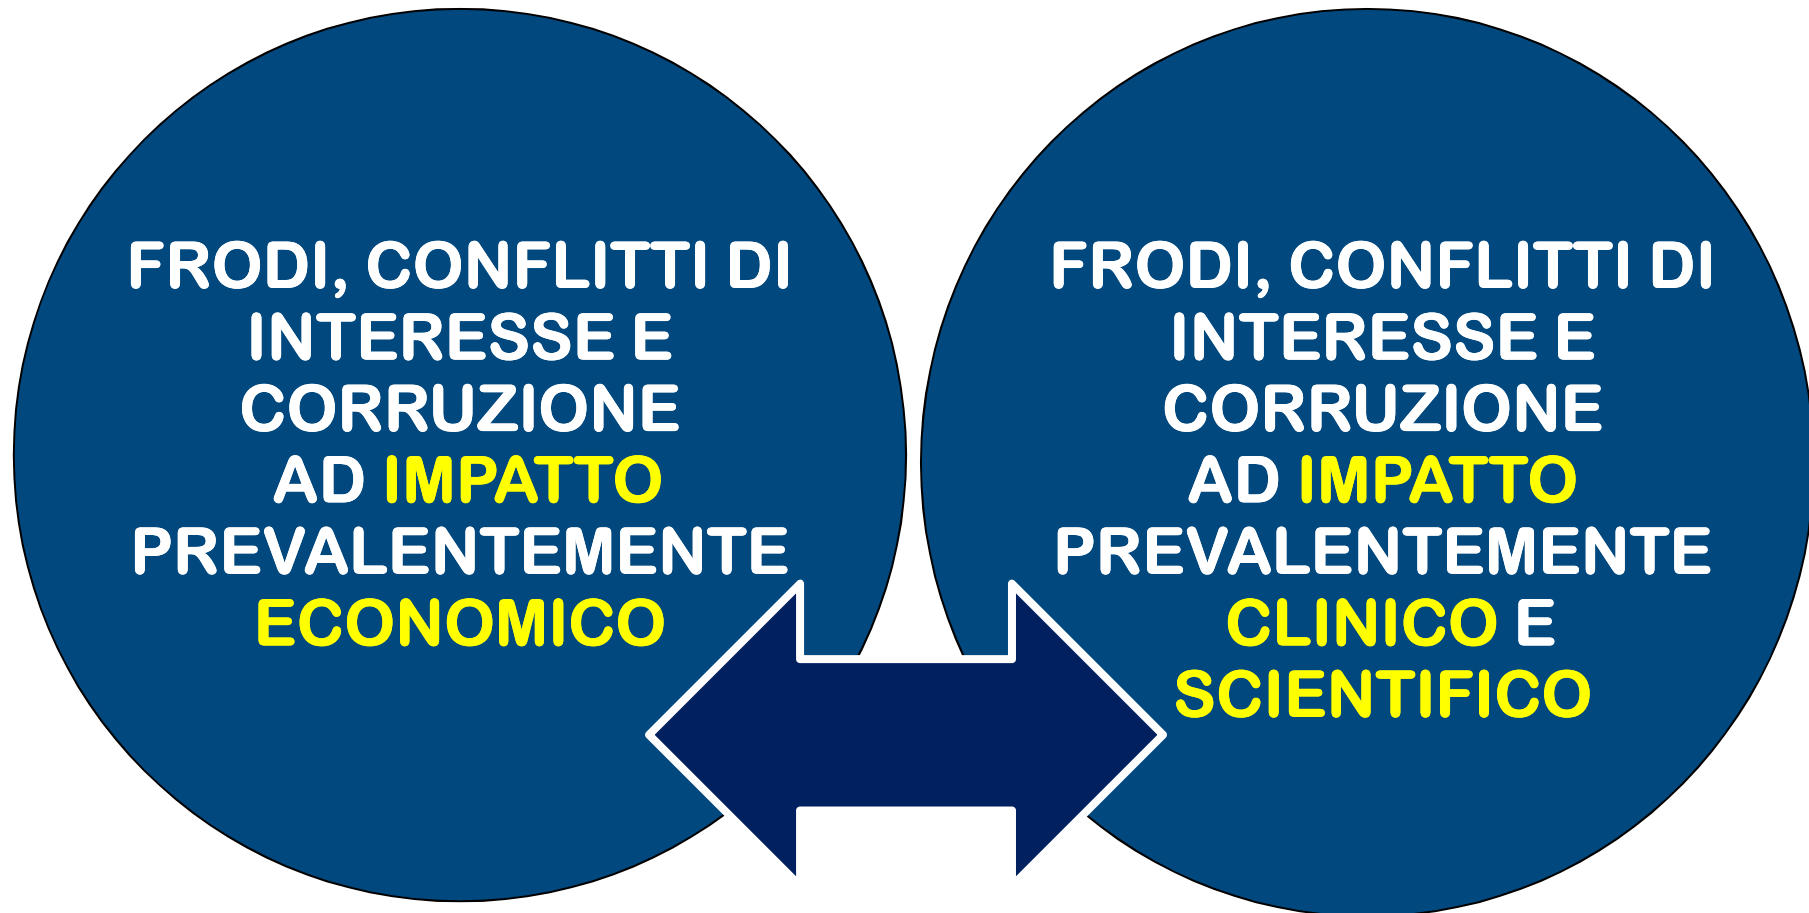 FRODI, CONFLITTI DI
INTERESSE E
CORRUZIONE
AD IMPATTO
PREVALENTEMENTE
ECONOMICO
FRODI, CONFLITTI DI
INTERESSE E
CORRUZIONE
AD IMPATTO
PREVALENTEMENTE
CLINICO E
SCIENTIFICO